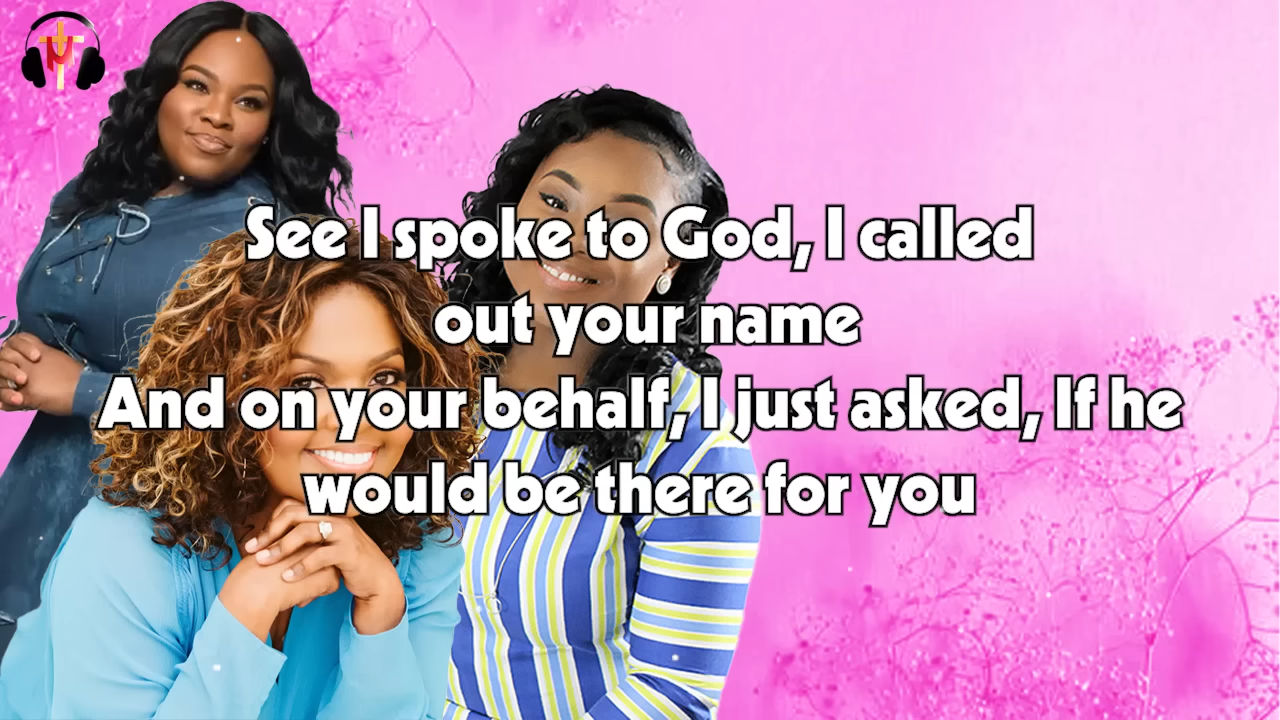 See I spoke to God, I called
out your name
And on your behalf, I just asked, If he
would be there for you